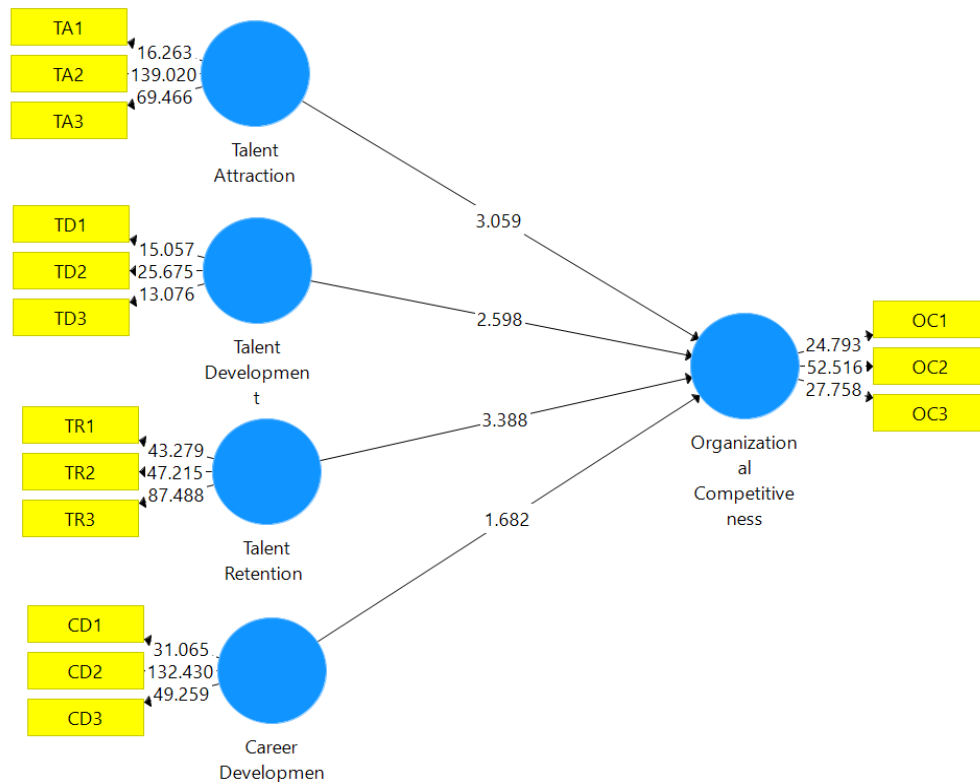 TA1
16.263
TA2
139.020
TA3
69.466
Talent
Attraction
3.059
TD1
15.057
TD2
25.675
TD3
13.076
Talent
Developmen
t
2.598
TR1
43.279
TR2
47.215
TR3
87.488
Talent
Retention
3.388
CD1
31.065
CD2
132.430
CD3
49.259
Career
Developmen
1.682
OC1
24.793
OC2
52.516
OC3
27.758
Organization
al
Competitive
ness